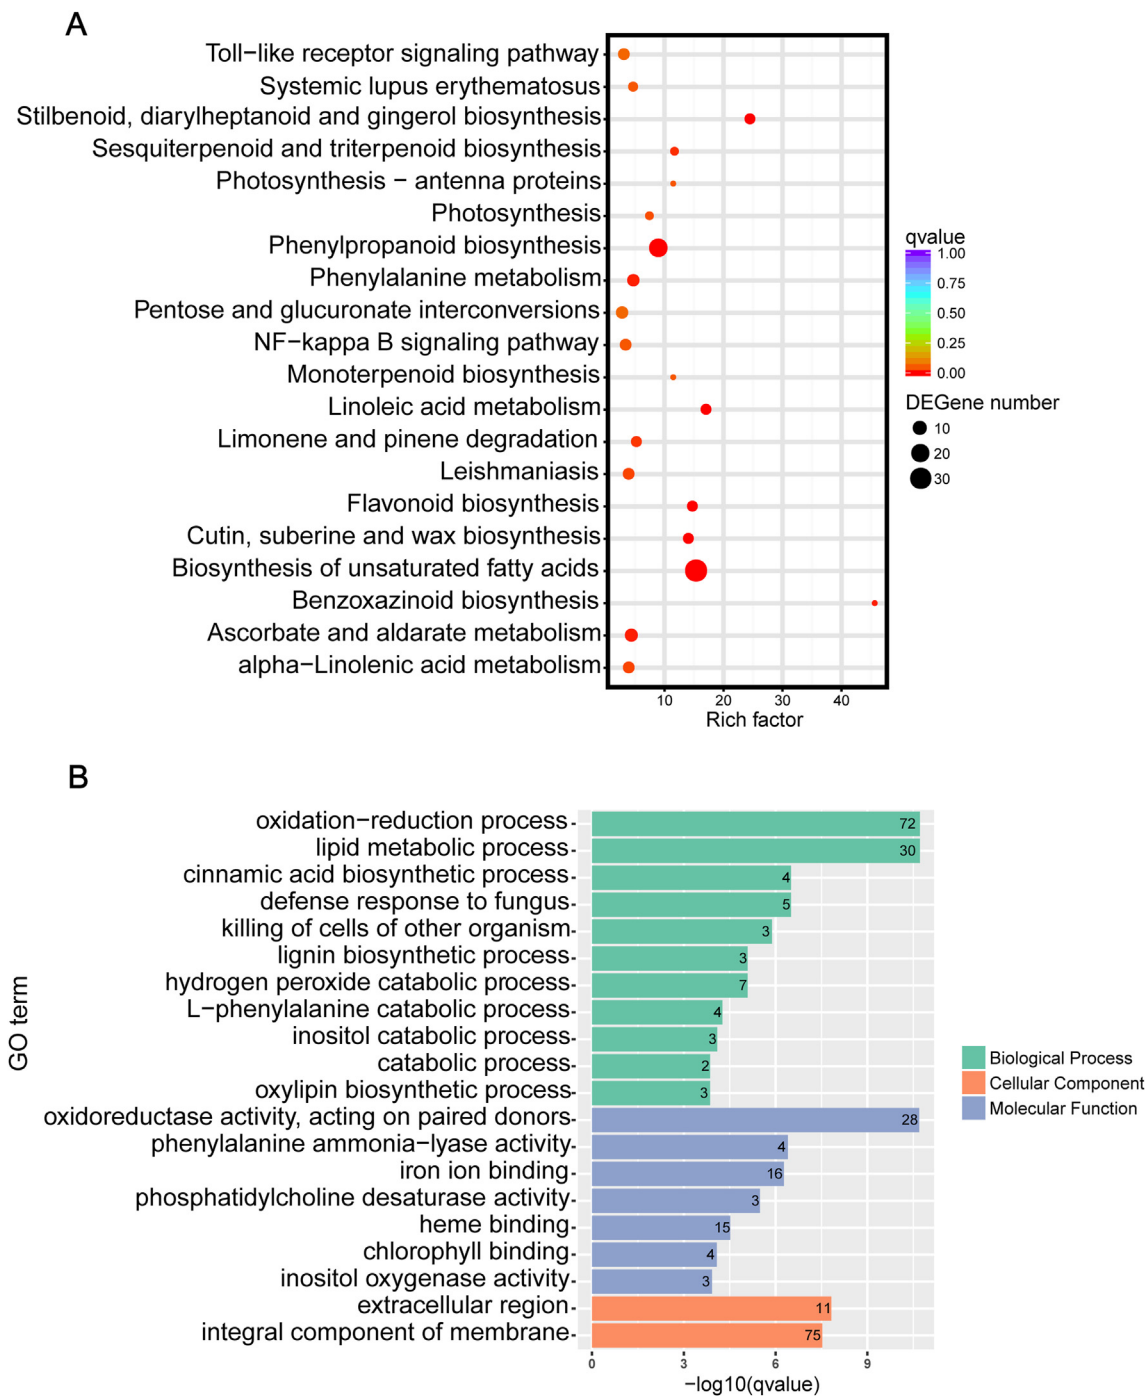 A
Toll−like receptor signaling pathway
Systemic lupus erythematosus
Stilbenoid, diarylheptanoid and gingerol biosynthesis
Sesquiterpenoid and triterpenoid biosynthesis
Photosynthesis − antenna proteins
Photosynthesis
Phenylpropanoid biosynthesis
Phenylalanine metabolism
Pentose and glucuronate interconversions
NF−kappa B signaling pathway
Monoterpenoid biosynthesis
Linoleic acid metabolism
Limonene and pinene degradation
Leishmaniasis
Flavonoid biosynthesis
Cutin, suberine and wax biosynthesis
Biosynthesis of unsaturated fatty acids
Benzoxazinoid biosynthesis
Ascorbate and aldarate metabolism
alpha−Linolenic acid metabolism
10 20 30 40
Rich factor
qvalue
1.00
0.75
0.50
0.25
0.00
DEGene number
10
20
30
B
GO term
oxidation−reduction process 72
lipid metabolic process 30
cinnamic acid biosynthetic process 4
defense response to fungus 5
killing of cells of other organism 3
lignin biosynthetic process 3
hydrogen peroxide catabolic process 7
L−phenylalanine catabolic process 4
inositol catabolic process 3
catabolic process 2
oxylipin biosynthetic process 3
oxidoreductase activity, acting on paired donors 28
phenylalanine ammonia−lyase activity 4
iron ion binding 16
phosphatidylcholine desaturase activity 3
heme binding 15
chlorophyll binding 4
inositol oxygenase activity 3
extracellular region 11
integral component of membrane 75
0 3 6 9
−log10(qvalue)
Biological Process
Cellular Component
Molecular Function